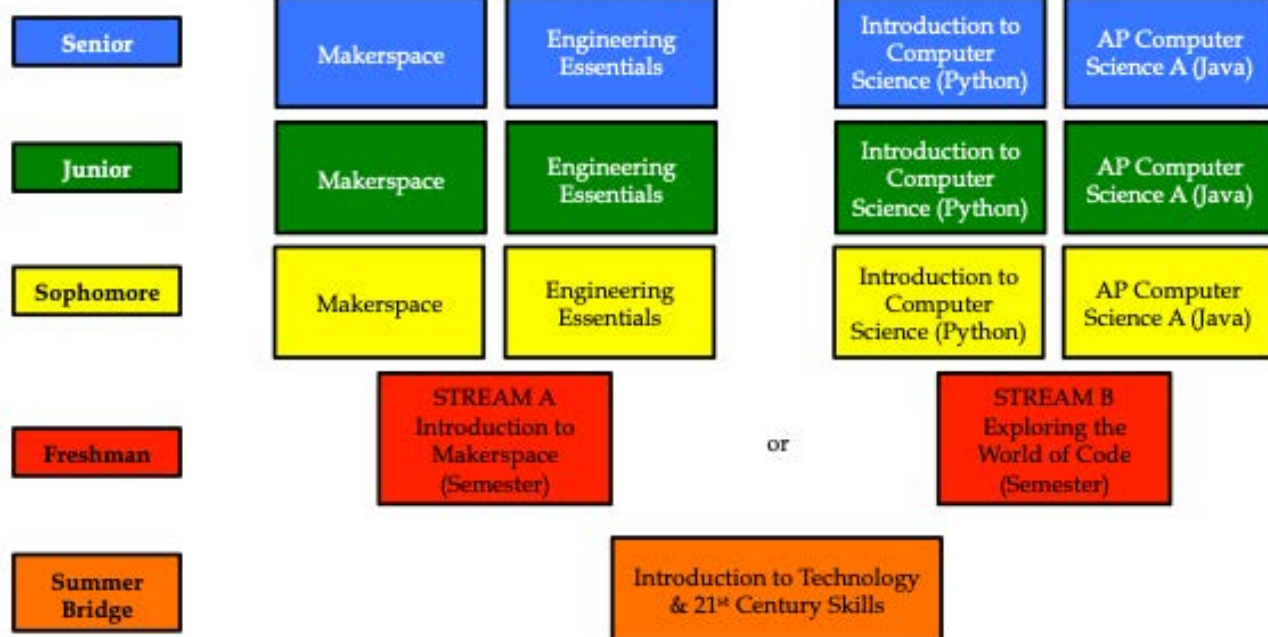 Senior
Makerspace
Engineering
Essentials
Introduction to
Computer
Science (Python)
AP Computer
Science A (Java)
Junior
Makerspace
Engineering
Essentials
Introduction to
Computer
Science (Python)
AP Computer
Science A (Java)
Sophomore
Makerspace
Engineering
Essentials
Introduction to
Computer
Science (Python)
AP Computer
Science A (Java)
Freshman
STREAM A
Introduction to
Makerspace
(Semester)
or
STREAM B
Exploring the
World of Code
(Semester)
Summer
Bridge
Introduction to Technology
& 21st Century Skills